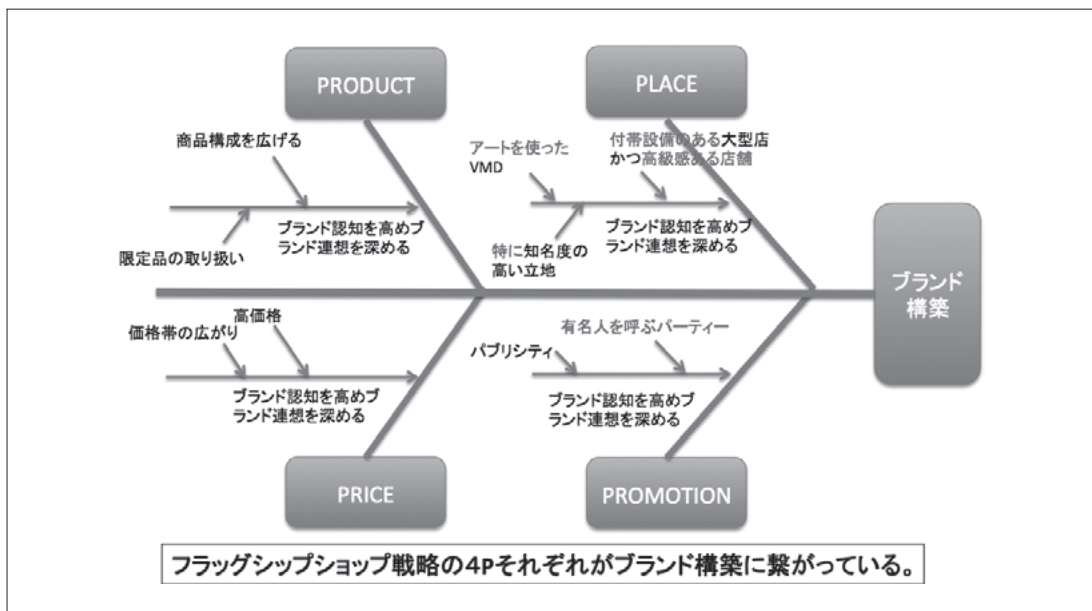 PRODUCT
PLACE
商品構成を広げる
アートを使った
VMD
付帯設備のある大型店
かつ高級感ある店舗
限定品の取り扱い
ブランド認知を高めブ
ランド連想を深める
特に知名度の
高い立地
ブランド認知を高めブ
ランド連想を深める
ブランド
構築
価格帯の広がり
高価格
ブランド認知を高めブ
ランド連想を深める
パブリシティ
有名人を呼ぶパーティー
ブランド認知を高めブ
ランド連想を深める
PRICE
PROMOTION
フラッグシップショップ戦略の4Pそれぞれがブランド構築に繋がっている。